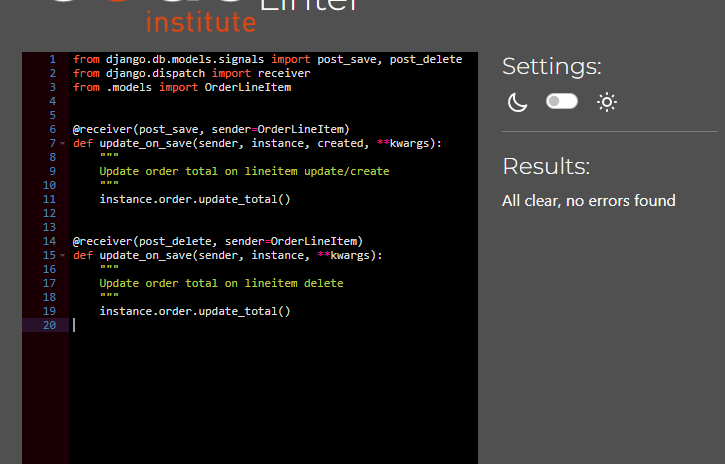 Linter
institute
1 from django.db.models.signals import post_save, post_delete
2 from django.dispatch import receiver
3 from .models import OrderLineItem
4
5
6 @receiver(post_save, sender=OrderLineItem)
7 def update_on_save(sender, instance, created, **kwargs):
8     """
9     Update order total on lineitem update/create
10     """
11     instance.order.update_total()
12
13
14 @receiver(post_delete, sender=OrderLineItem)
15 def update_on_save(sender, instance, **kwargs):
16     """
17     Update order total on lineitem delete
18     """
19     instance.order.update_total()
20
Settings:
Results:
All clear, no errors found